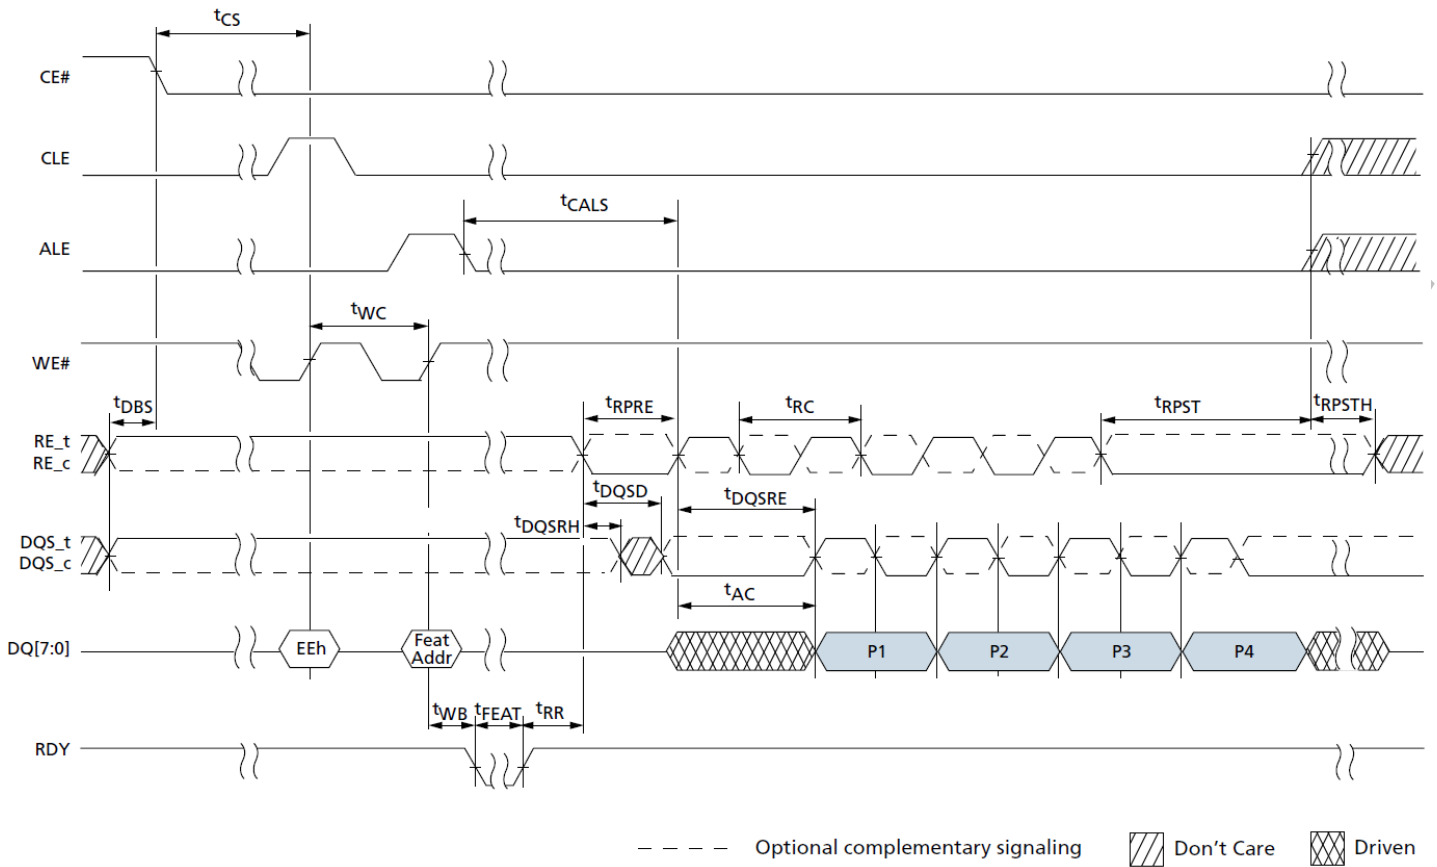 tCS
CE#
CLE
tCALS
ALE
tWC
WE#
tDBS
tRPRE
tRC
tRPST
tRPSTH
RE_t
RE_c
tDQSD
tDQSRE
tDQSRH
DQS_t
DQS_c
tAC
DQ[7:0]
EEh
Feat
Addr
P1
P2
P3
P4
tWB
tFEAT
tRR
RDY
Optional complementary signaling
Don't Care
Driven